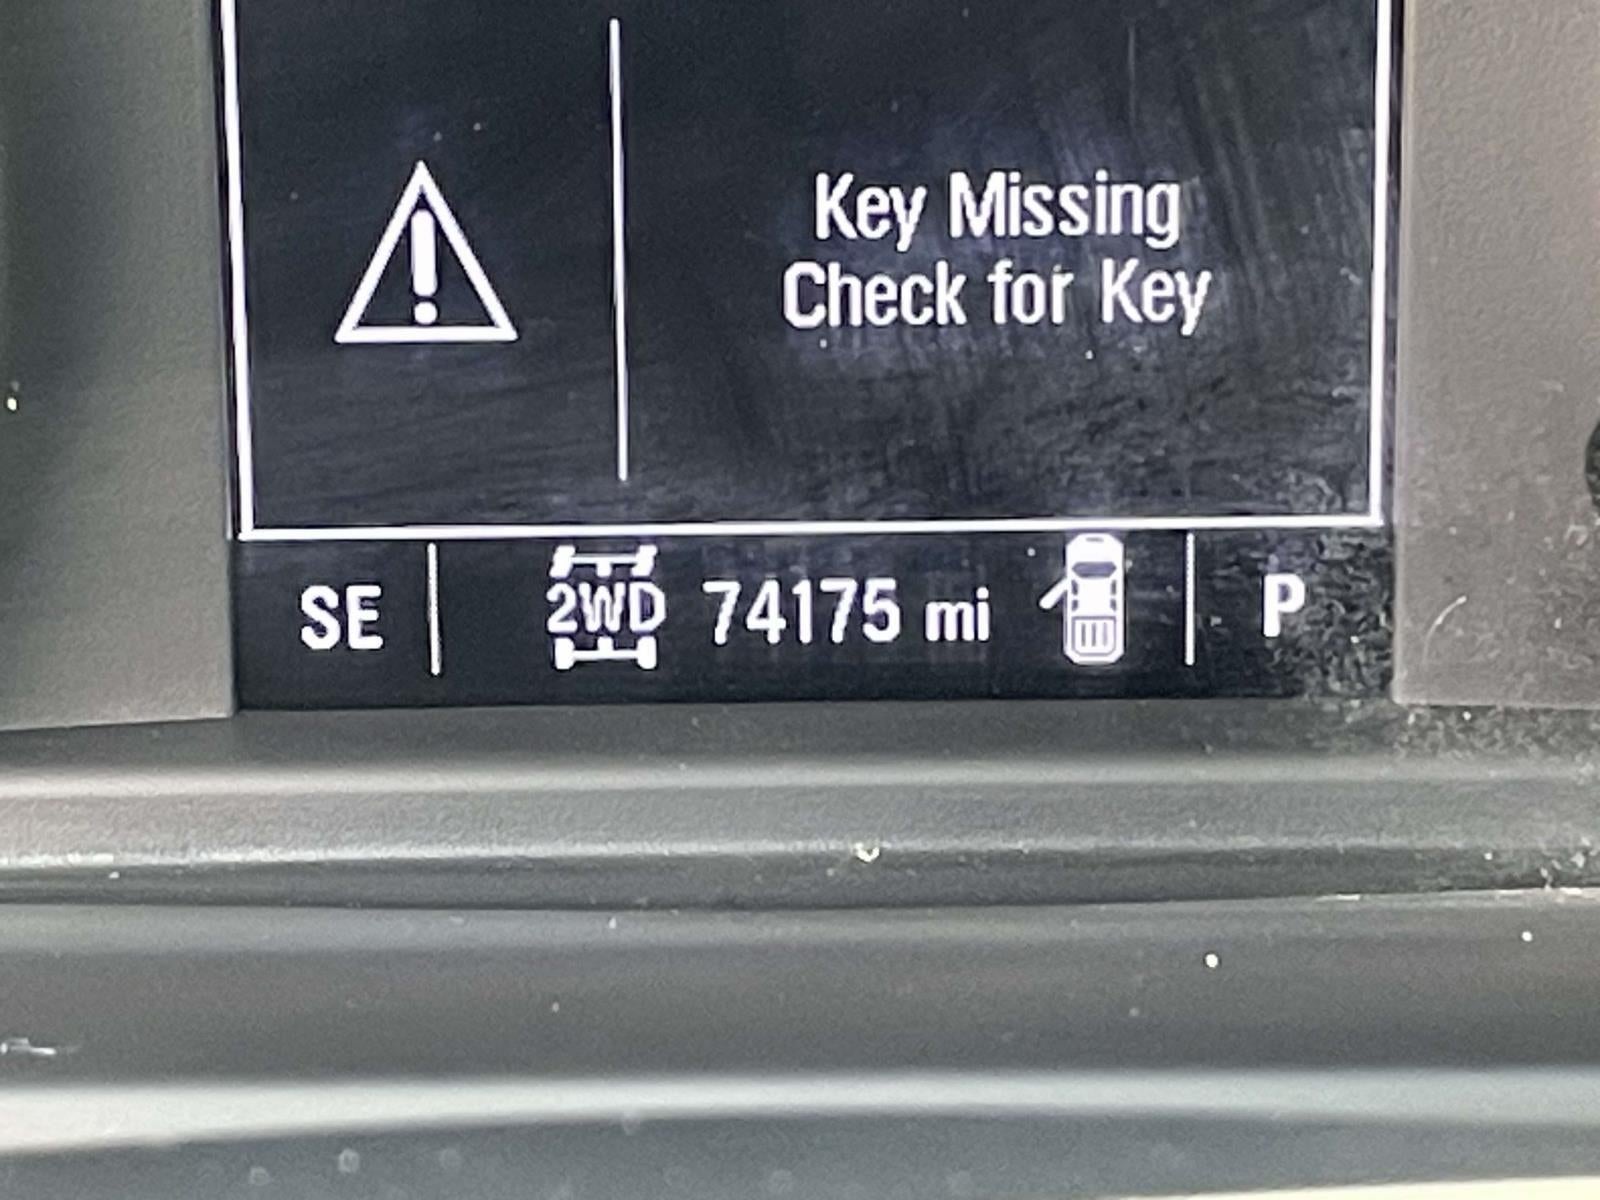 Key Missing
Check for Key
SE 2WD 74175 mi P